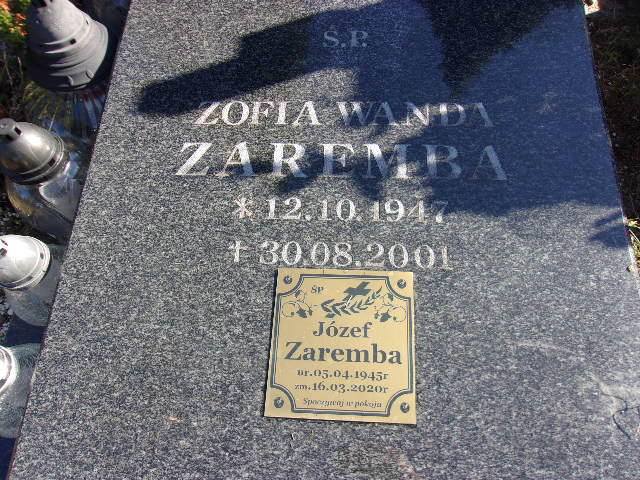 Ś.P.
ZOFIA WANDA
ZAREMBA
* 12.10.1947
† 30.08.2001
ŚP
Józef
Zaremba
ur.05.04.1945r
zm.16.03.2020r
Spoczywaj w pokoju